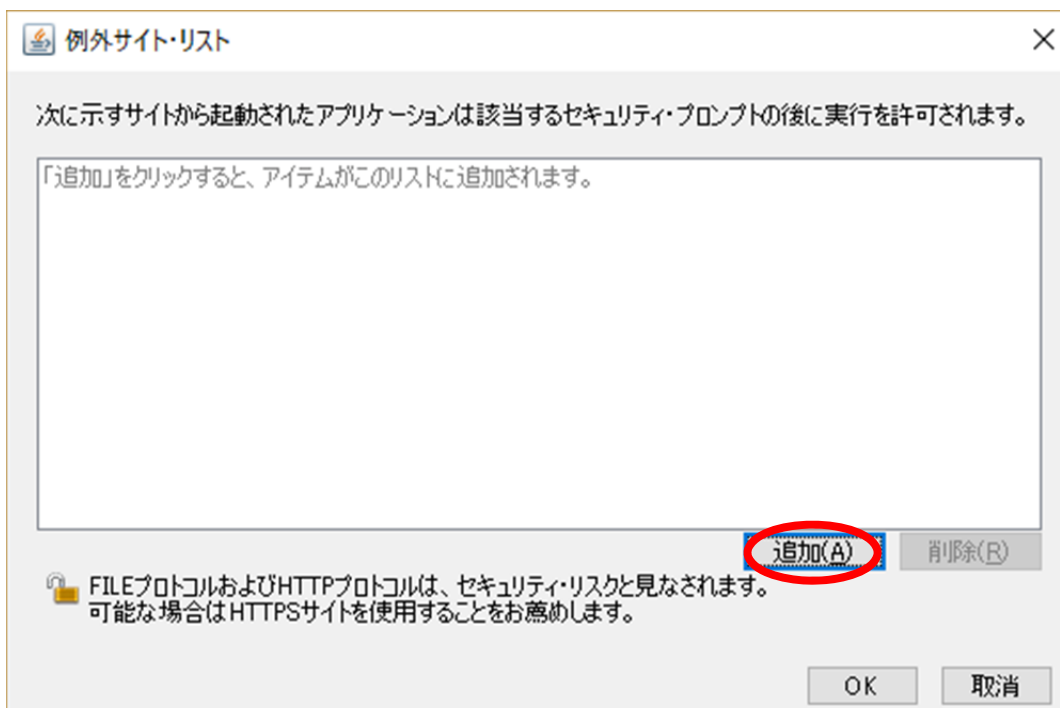 例外サイト・リスト
次に示すサイトから起動されたアプリケーションは該当するセキュリティ・プロンプトの後に実行を許可されます。
「追加」をクリックすると、アイテムがこのリストに追加されます。
追加(A) 削除(R)
FILEプロトコルおよびHTTPプロトコルは、セキュリティ・リスクと見なされます。
可能な場合はHTTPSサイトを使用することをお薦めします。
OK 取消